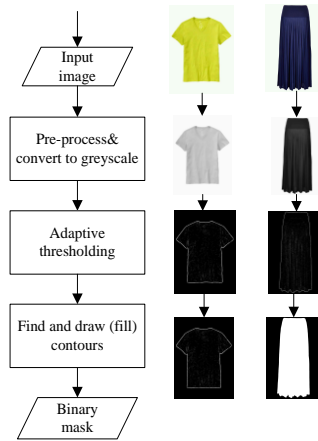 Input
image
Pre-process&
convert to greyscale
Adaptive
thresholding
Find and draw (fill)
contours
Binary
mask